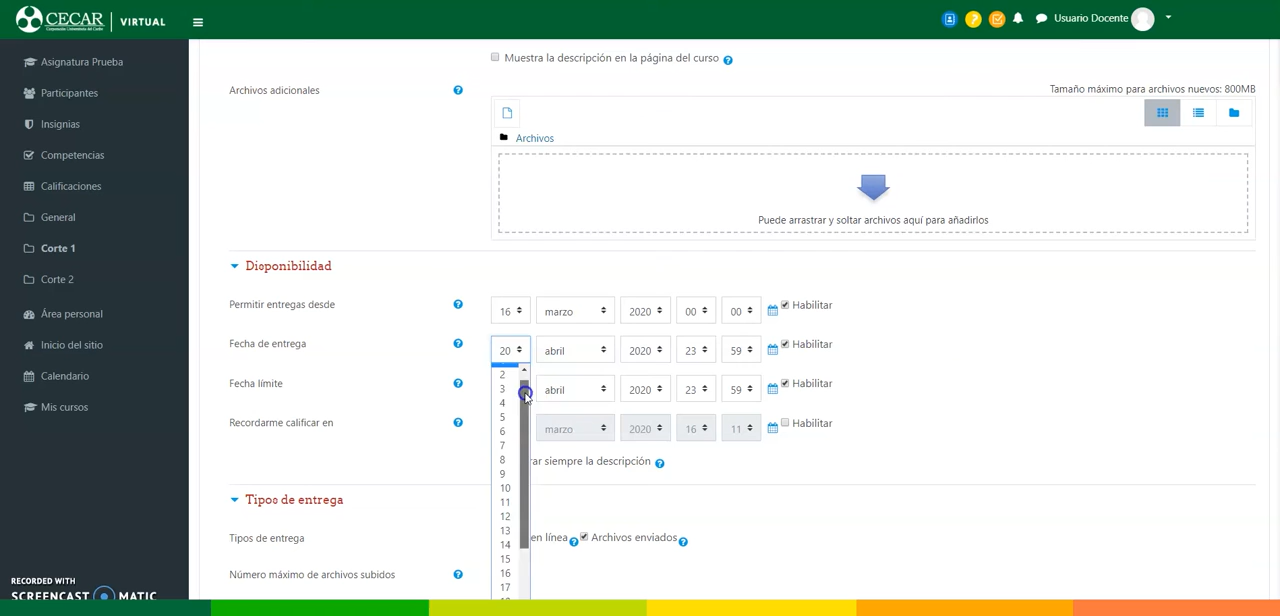 CECAR
Corporación Universitaria del Caribe
VIRTUAL
Usuario Docente
Asignatura Prueba
Participantes
Insignias
Competencias
Calificaciones
General
Corte 1
Corte 2
Área personal
Inicio del sitio
Calendario
Mis cursos
RECORDED WITH
SCREENCAST MATIC
Muestra la descripción en la página del curso
Archivos adicionales
Tamaño máximo para archivos nuevos: 800MB
Archivos
Puede arrastrar y soltar archivos aquí para añadirlos
Disponibilidad
Permitir entregas desde 16 marzo 2020 00 00 Habilitar
Fecha de entrega 20 abril 2020 23 59 Habilitar
Fecha límite abril 2020 23 59 Habilitar
Recordarme calificar en marzo 2020 16 11 Habilitar
2
3
4
5
6
7
8
9
10
11
12
13
14
15
16
17
rar siempre la descripción
Tipos de entrega
Tipos de entrega en línea Archivos enviados
Número máximo de archivos subidos